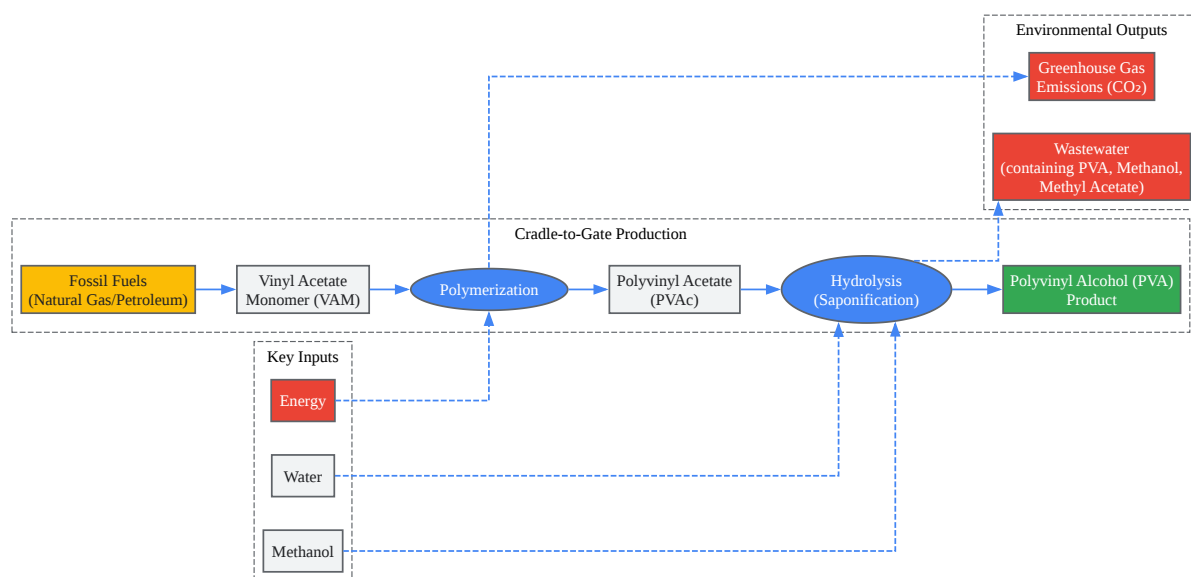 Environmental Outputs
Greenhouse Gas
Emissions (CO₂)
Wastewater
(containing PVA, Methanol,
Methyl Acetate)
Cradle-to-Gate Production
Fossil Fuels
(Natural Gas/Petroleum)
Vinyl Acetate
Monomer (VAM)
Polymerization
Polyvinyl Acetate
(PVAc)
Hydrolysis
(Saponification)
Polyvinyl Alcohol (PVA)
Product
Key Inputs
Energy
Water
Methanol